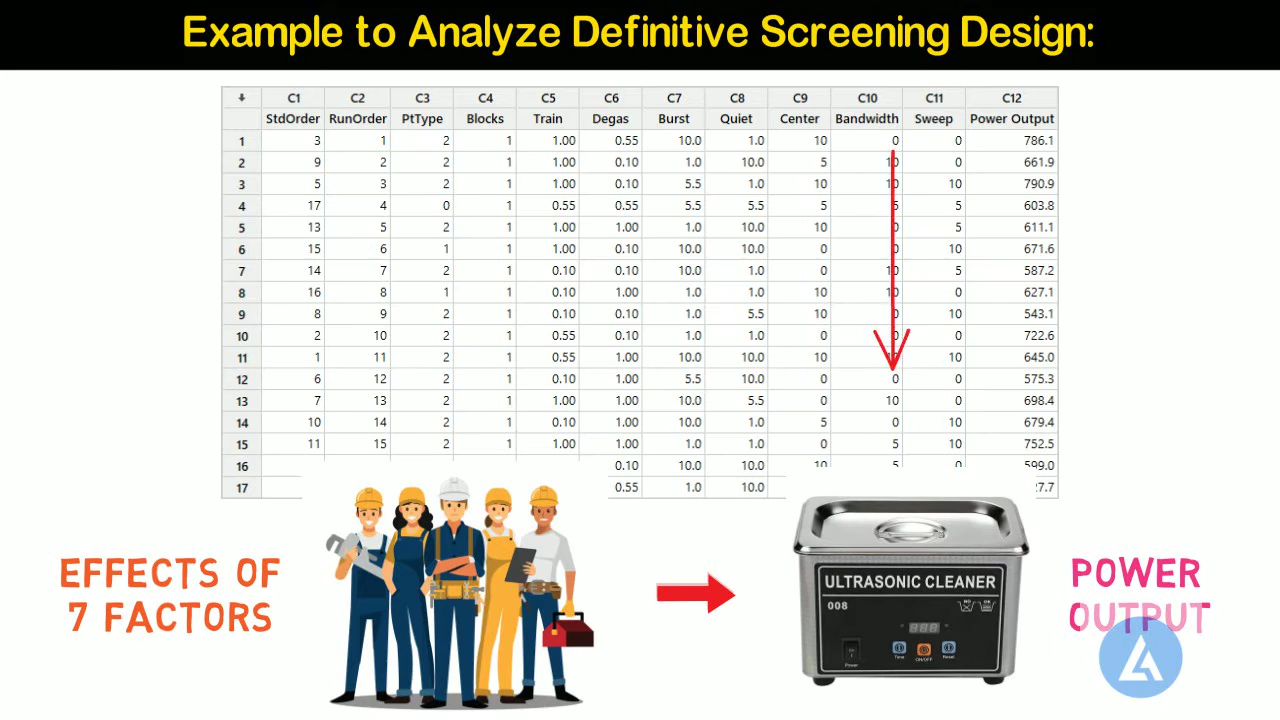 Example to Analyze Definitive Screening Design:
C1 C2 C3 C4 C5 C6 C7 C8 C9 C10 C11 C12
StdOrder RunOrder PtType Blocks Train Degas Burst Quiet Center Bandwidth Sweep Power Output
1 3 1 2 1 1.00 0.55 10.0 1.0 10 0 0 786.1
2 9 2 2 1 1.00 0.10 1.0 10.0 5 10 0 661.9
3 5 3 2 1 1.00 0.10 5.5 1.0 10 10 10 790.9
4 17 4 0 1 0.55 0.55 5.5 5.5 5 5 5 603.8
5 13 5 2 1 1.00 1.00 1.0 10.0 10 0 5 611.1
6 15 6 1 1 1.00 0.10 10.0 10.0 0 0 10 671.6
7 14 7 2 1 0.10 0.10 10.0 1.0 0 10 5 587.2
8 16 8 1 1 0.10 1.00 1.0 1.0 10 10 0 627.1
9 8 9 2 1 0.10 0.10 1.0 5.5 10 0 0 543.1
10 2 10 2 1 0.55 0.10 1.0 1.0 0 0 0 722.6
11 1 11 2 1 0.55 1.00 10.0 10.0 10 10 10 645.0
12 6 12 2 1 0.10 1.00 5.5 10.0 0 0 0 575.3
13 7 13 2 1 1.00 1.00 10.0 5.5 0 10 0 698.4
14 10 14 2 1 0.10 1.00 10.0 1.0 5 0 10 679.4
15 11 15 2 1 1.00 1.00 1.0 1.0 0 5 10 752.5
16 0.10 10.0 10.0 10 5 0 599.0
17 0.55 1.0 10.0
EFFECTS OF
7 FACTORS
ULTRASONIC CLEANER
008
Power Time ON/OFF Reset
POWER
OUTPUT